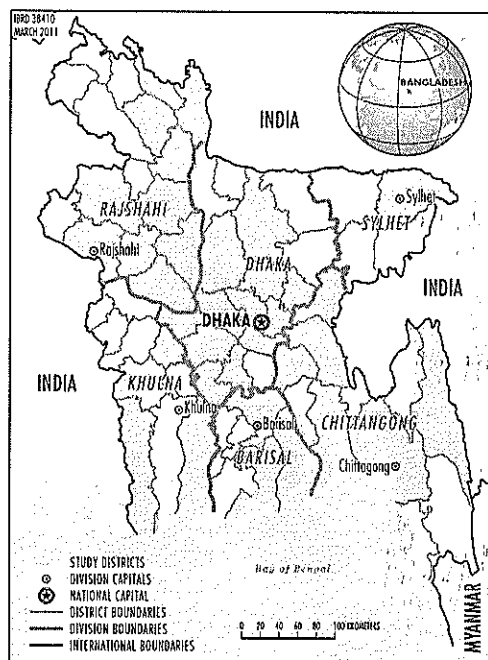 IBRD 38410
MARCH 2011
BANGLADESH
INDIA
Sylhet
SYLHET
RAJSHAHI
Rajshahi
DHAKA
INDIA
DHAKA
INDIA
KHULNA
Khulna
Barisal
BARISAL
CHITTANGONG
Chittagong
STUDY DISTRICTS
DIVISION CAPITALS
NATIONAL CAPITAL
DISTRICT BOUNDARIES
DIVISION BOUNDARIES
INTERNATIONAL BOUNDARIES
Bay of Bengal
0 20 40 60 80 100 KILOMETERS
MYANMAR